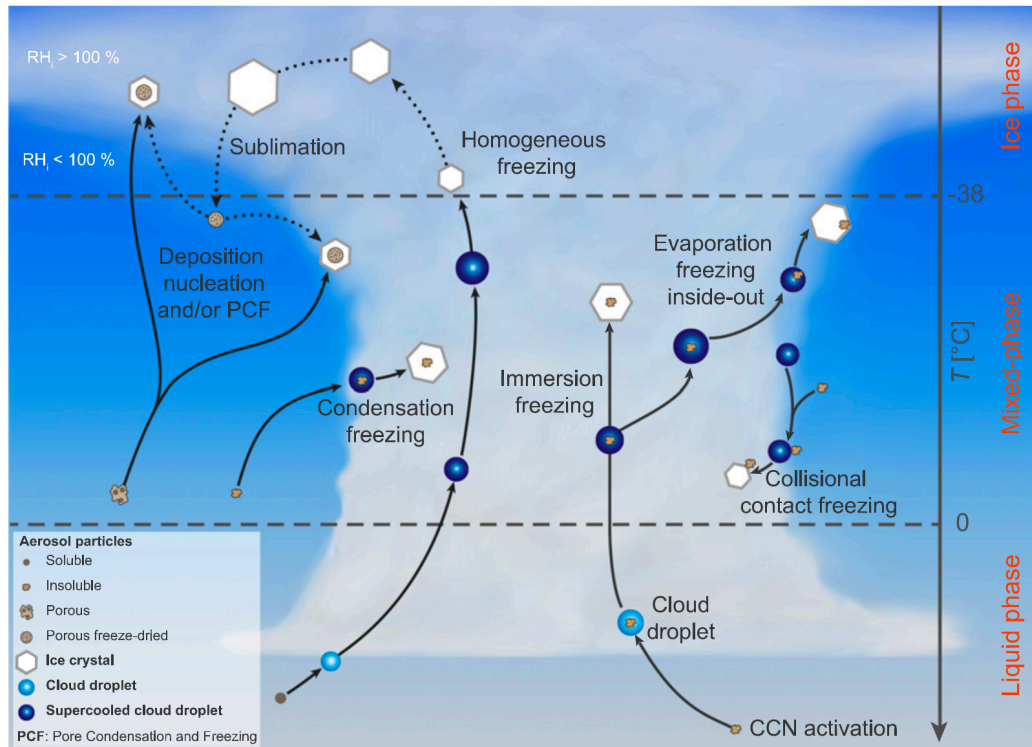 RHi > 100 %
RHi < 100 %
Sublimation
Homogeneous
freezing
-38
Ice phase
Deposition
nucleation
and/or PCF
Evaporation
freezing
inside-out
Condensation
freezing
Immersion
freezing
T [°C]
Mixed-phase
Collisional
contact freezing
0
Aerosol particles
Soluble
Insoluble
Porous
Porous freeze-dried
Ice crystal
Cloud droplet
Supercooled cloud droplet
PCF: Pore Condensation and Freezing
Cloud
droplet
CCN activation
Liquid phase